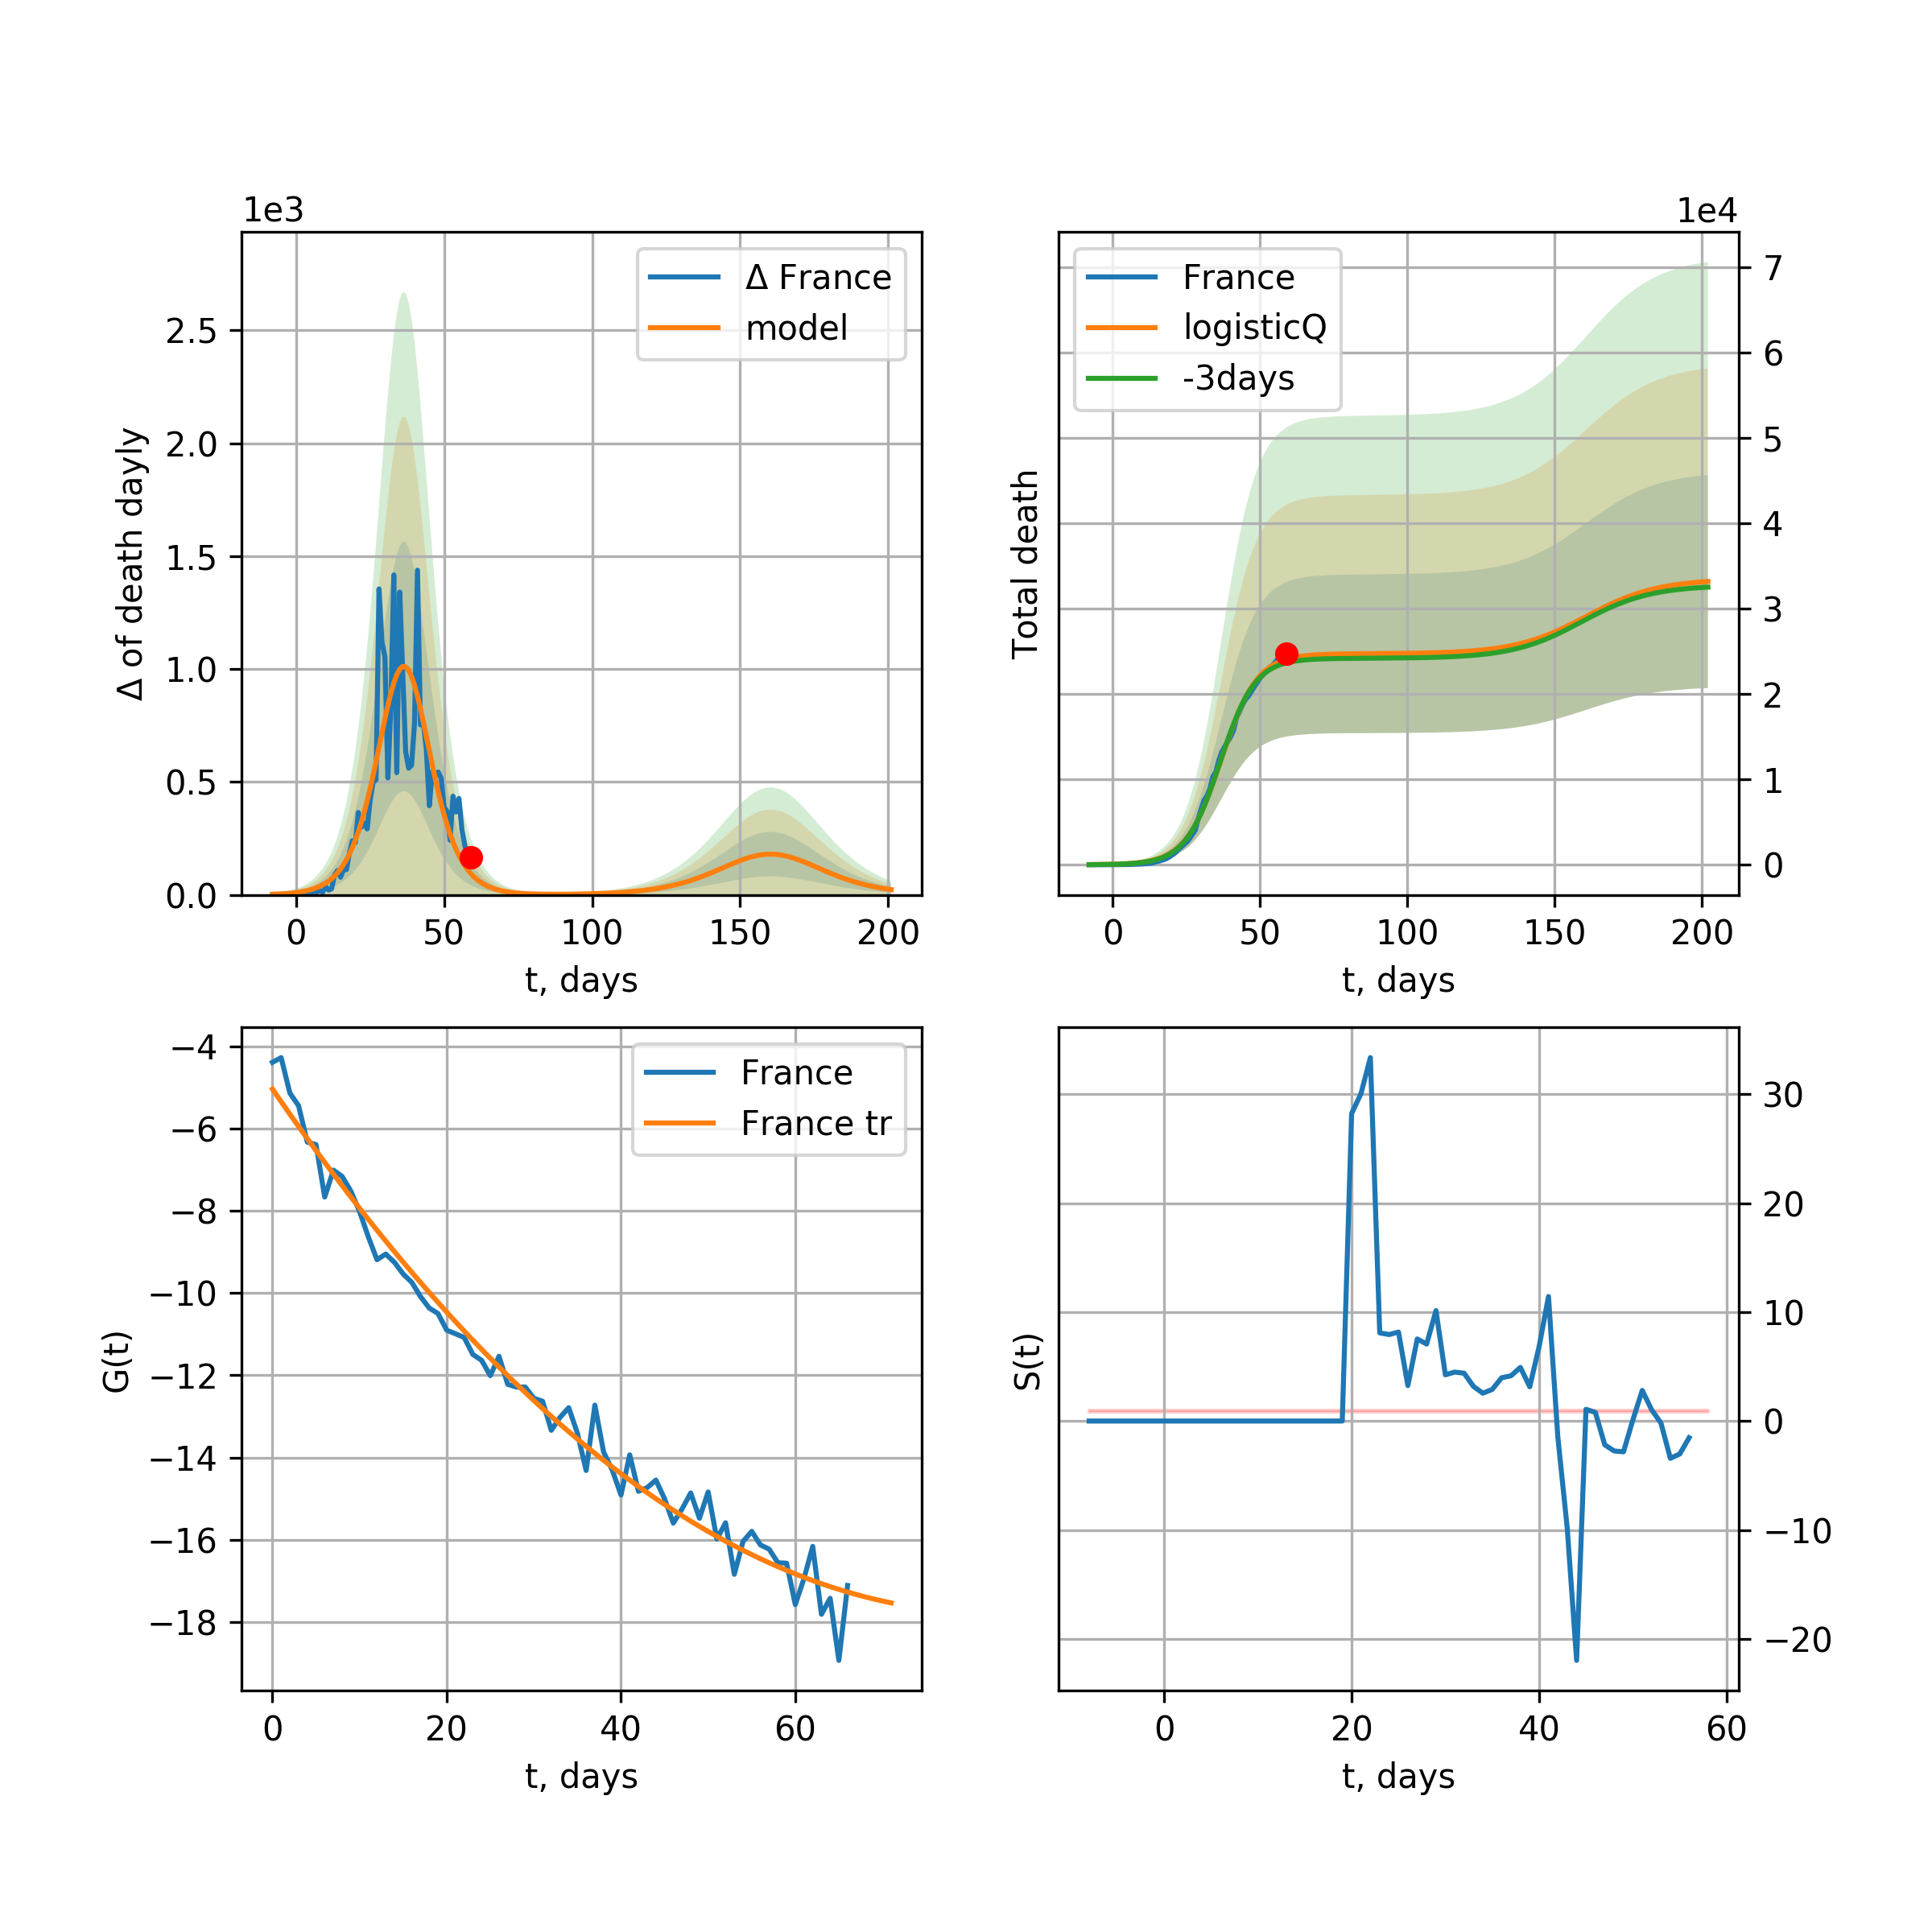 1e3
Δ France
model
2.5
2.0
1.5
1.0
0.5
0.0
Δ of death dayly
0 50 100 150 200
t, days
1e4
France
logisticQ
-3days
7
6
5
4
3
2
1
0
Total death
0 50 100 150 200
t, days
France
France tr
−4
−6
−8
−10
−12
−14
−16
−18
G(t)
0 20 40 60
t, days
30
20
10
0
−10
−20
S(t)
0 20 40 60
t, days